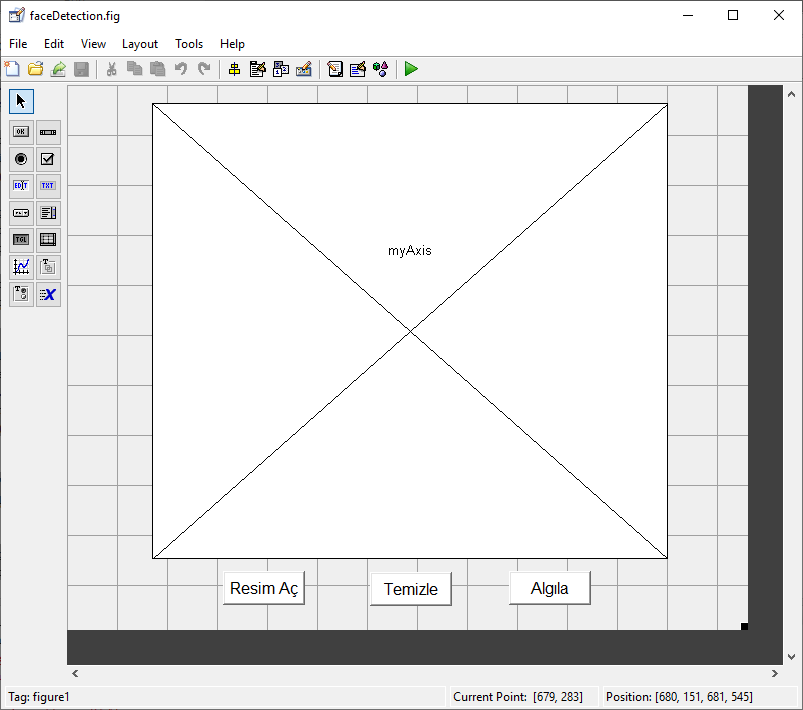 faceDetection.fig
File Edit View Layout Tools Help
OK
EDIT TXT
TGL
myAxis
Resim Aç Temizle Algıla
Tag: figure1 Current Point: [679, 283] Position: [680, 151, 681, 545]